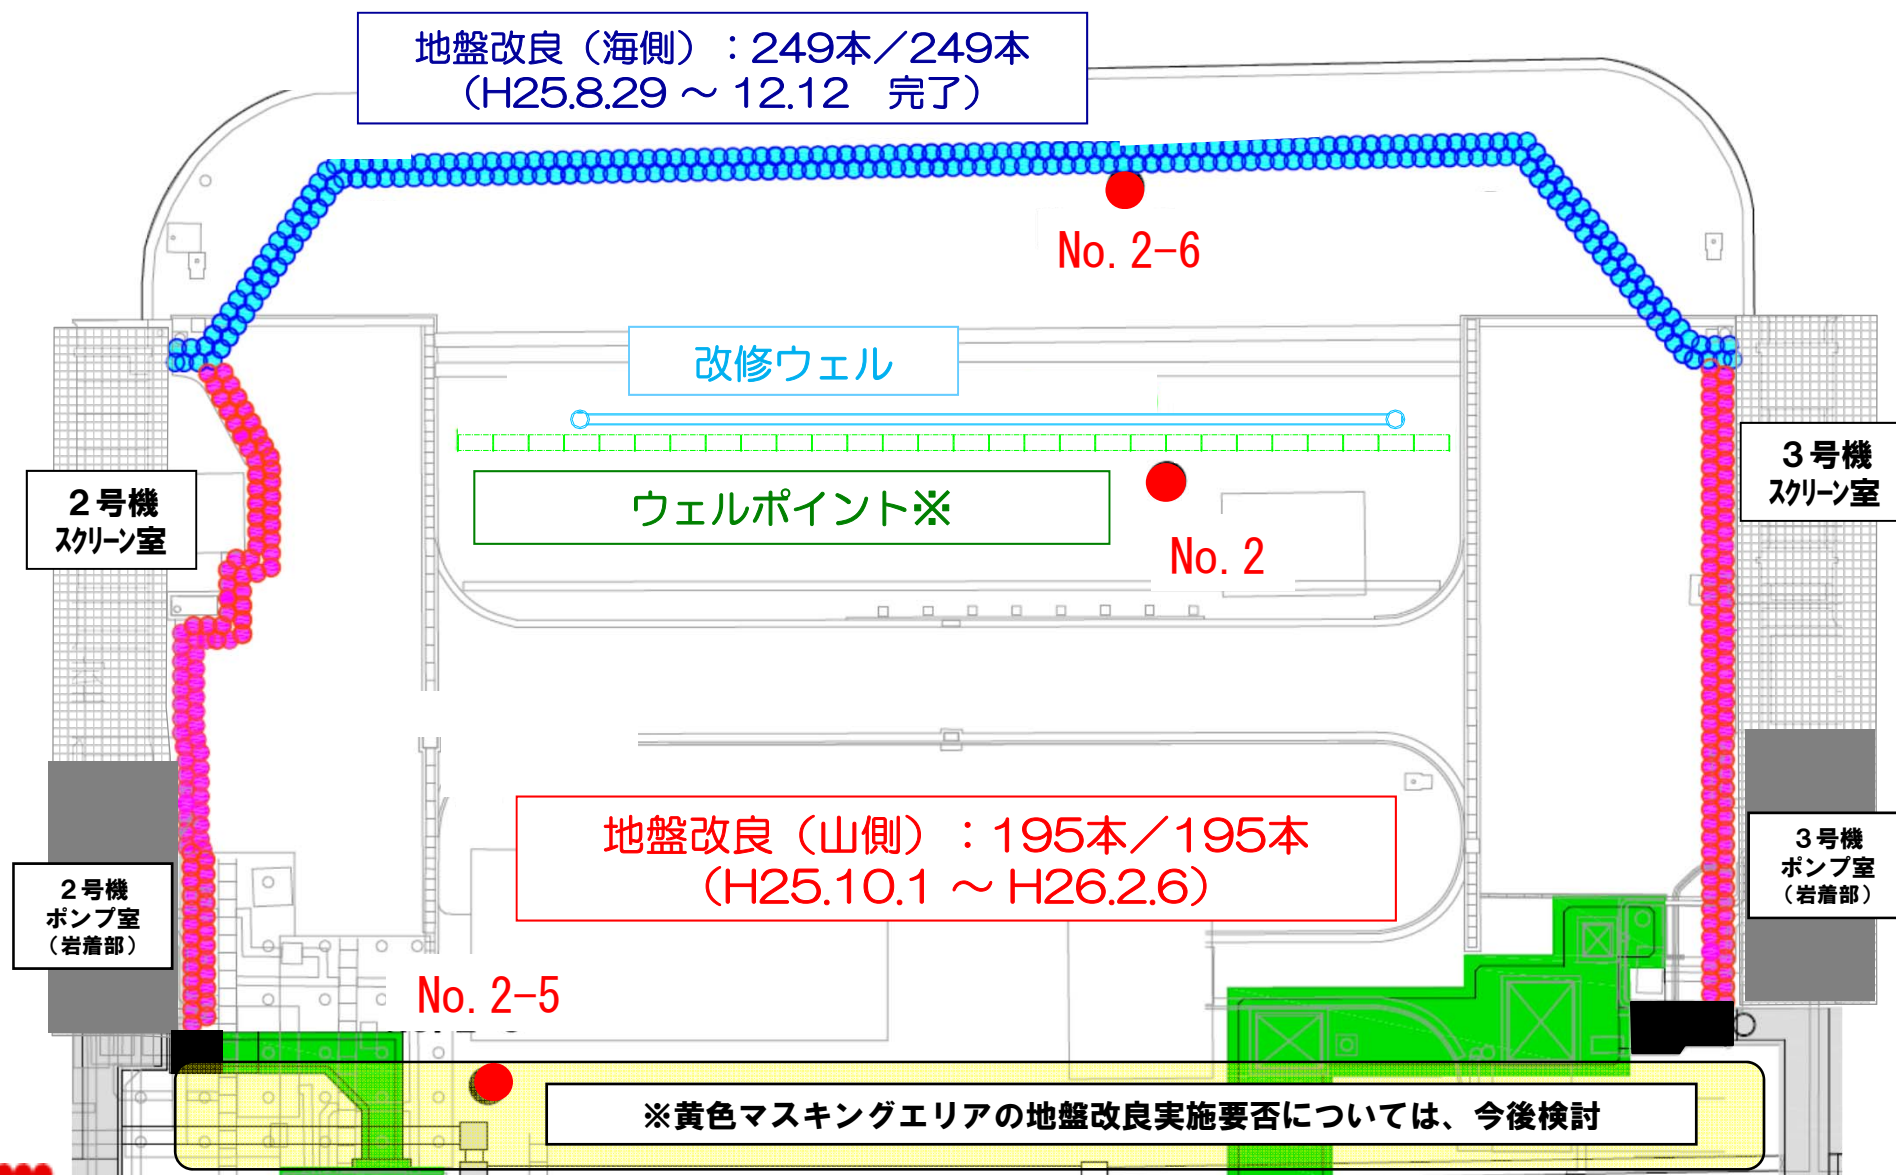 地盤改良（海側）：249本／249本
（H25.8.29 ～ 12.12　完了）
No. 2-6
改修ウェル
２号機
スクリーン室
３号機
スクリーン室
ウェルポイント※
No. 2
地盤改良（山側）：195本／195本
（H25.10.1 ～ H26.2.6）
２号機
ポンプ室
（岩着部）
３号機
ポンプ室
（岩着部）
No. 2-5
※黄色マスキングエリアの地盤改良実施要否については、今後検討